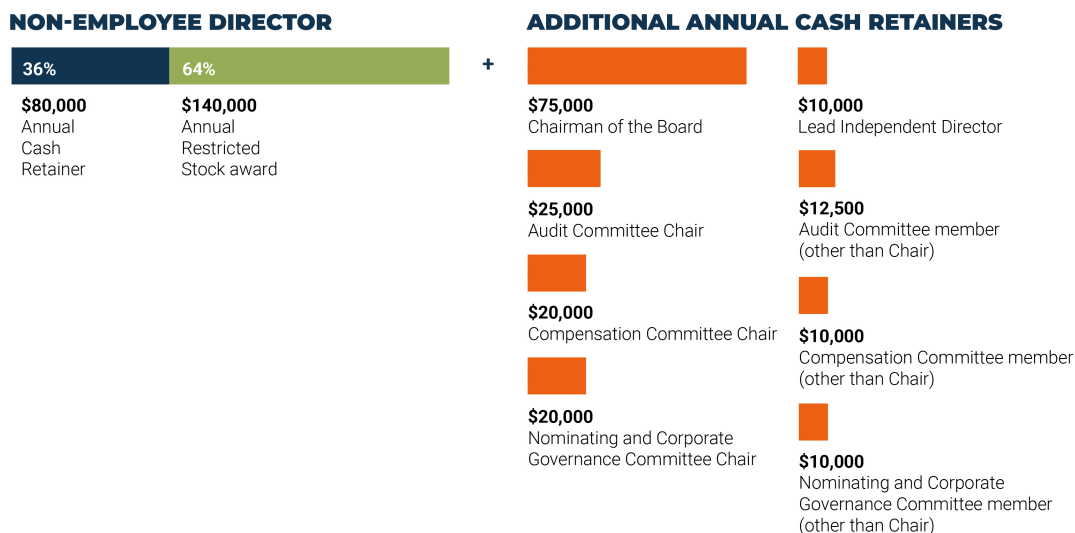 NON-EMPLOYEE DIRECTOR
36%
64%
$80,000
Annual
Cash
Retainer
$140,000
Annual
Restricted
Stock award
+
ADDITIONAL ANNUAL CASH RETAINERS
$75,000
Chairman of the Board
$25,000
Audit Committee Chair
$20,000
Compensation Committee Chair
$20,000
Nominating and Corporate
Governance Committee Chair
$10,000
Lead Independent Director
$12,500
Audit Committee member
(other than Chair)
$10,000
Compensation Committee member
(other than Chair)
$10,000
Nominating and Corporate
Governance Committee member
(other than Chair)